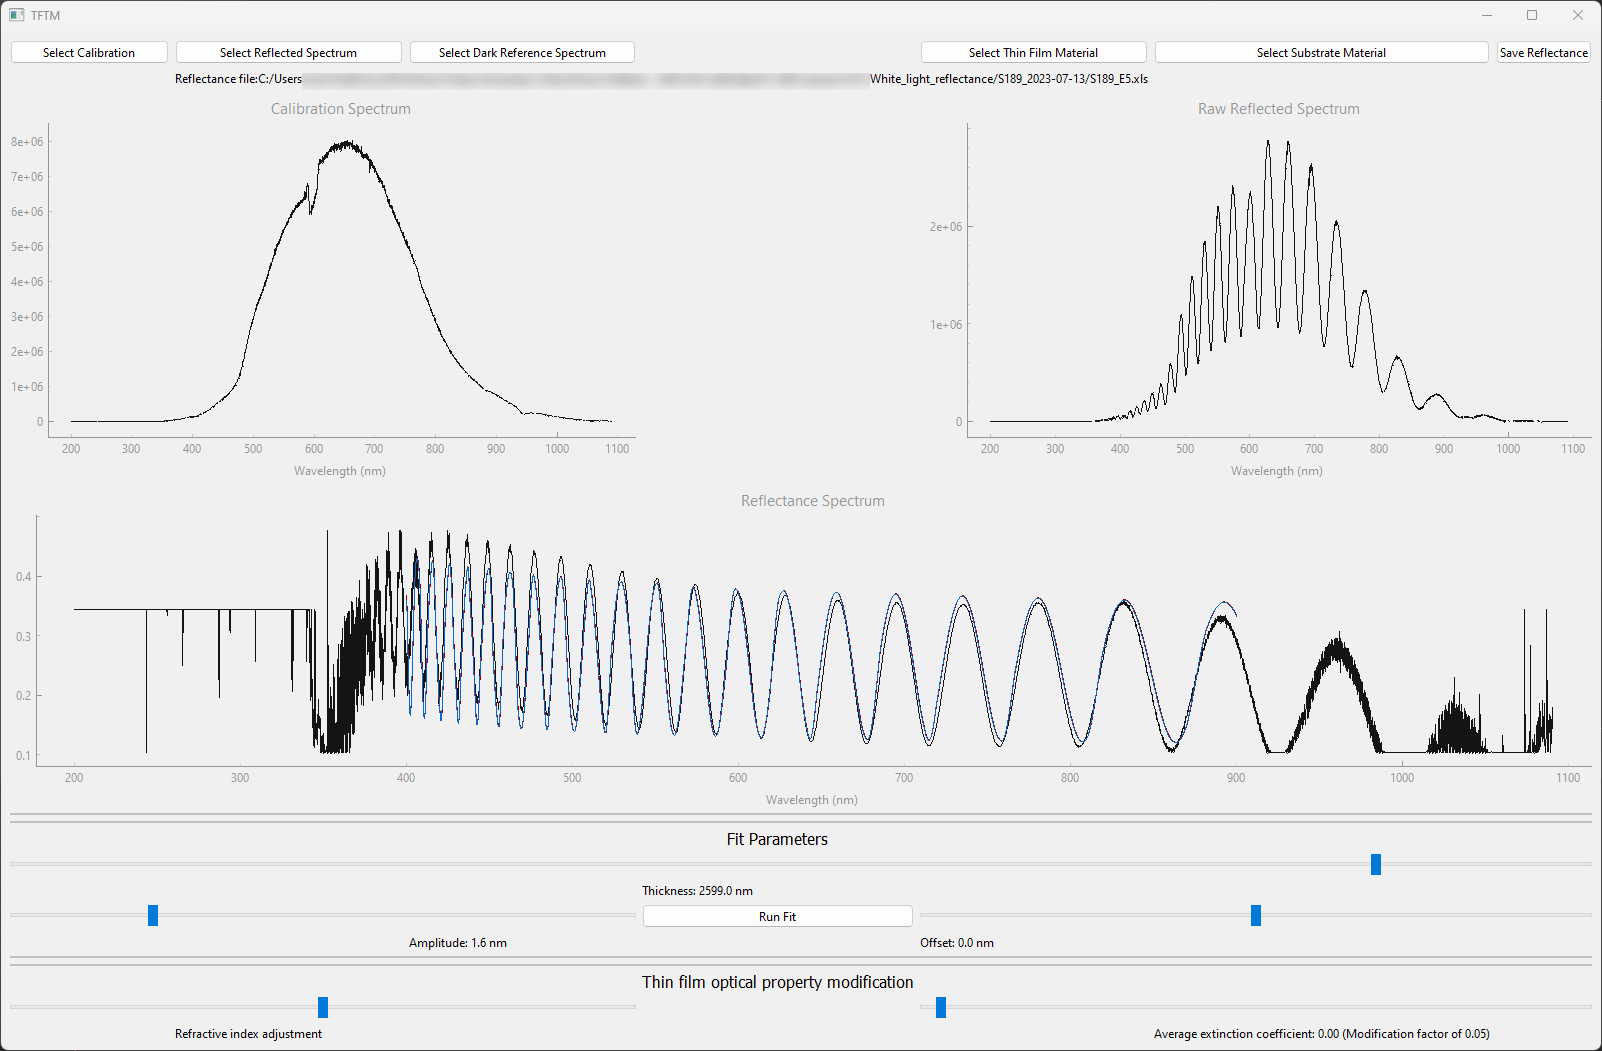 TFTM
Select Calibration Select Reflected Spectrum Select Dark Reference Spectrum Select Thin Film Material Select Substrate Material Save Reflectance
Reflectance file:C:/Users White_light_reflectance/S189_2023-07-13/S189_E5.xls
Calibration Spectrum
8e+06
7e+06
6e+06
5e+06
4e+06
3e+06
2e+06
1e+06
0
200 300 400 500 600 700 800 900 1000 1100
Wavelength (nm)
Raw Reflected Spectrum
2e+06
1e+06
0
200 300 400 500 600 700 800 900 1000 1100
Wavelength (nm)
Reflectance Spectrum
0.4
0.3
0.2
0.1
200 300 400 500 600 700 800 900 1000 1100
Wavelength (nm)
Fit Parameters
Thickness: 2599.0 nm
Run Fit
Amplitude: 1.6 nm Offset: 0.0 nm
Thin film optical property modification
Refractive index adjustment Average extinction coefficient: 0.00 (Modification factor of 0.05)